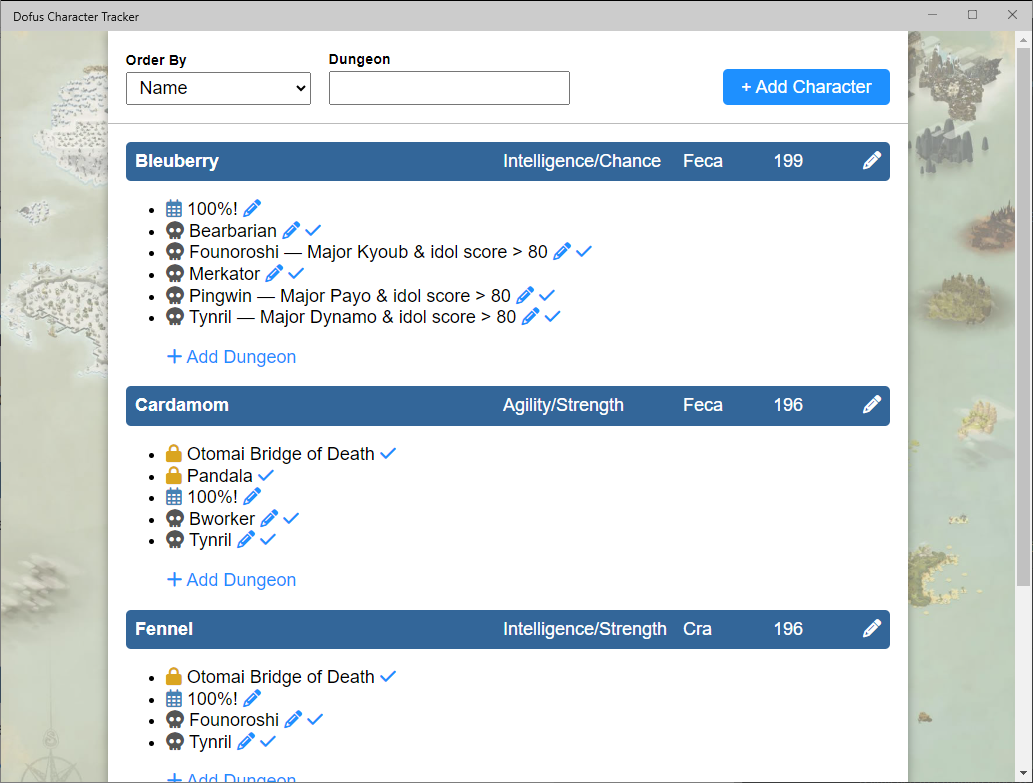 Dofus Character Tracker
Order By
Dungeon
Name
+ Add Character
Bleuberry Intelligence/Chance Feca 199
100%!
Bearbarian
Founoroshi — Major Kyoub & idol score > 80
Merkator
Pingwin — Major Payo & idol score > 80
Tynril — Major Dynamo & idol score > 80
+ Add Dungeon
Cardamom Agility/Strength Feca 196
Otomai Bridge of Death
Pandala
100%!
Bworker
Tynril
+ Add Dungeon
Fennel Intelligence/Strength Cra 196
Otomai Bridge of Death
100%!
Founoroshi
Tynril
+ Add Dungeon